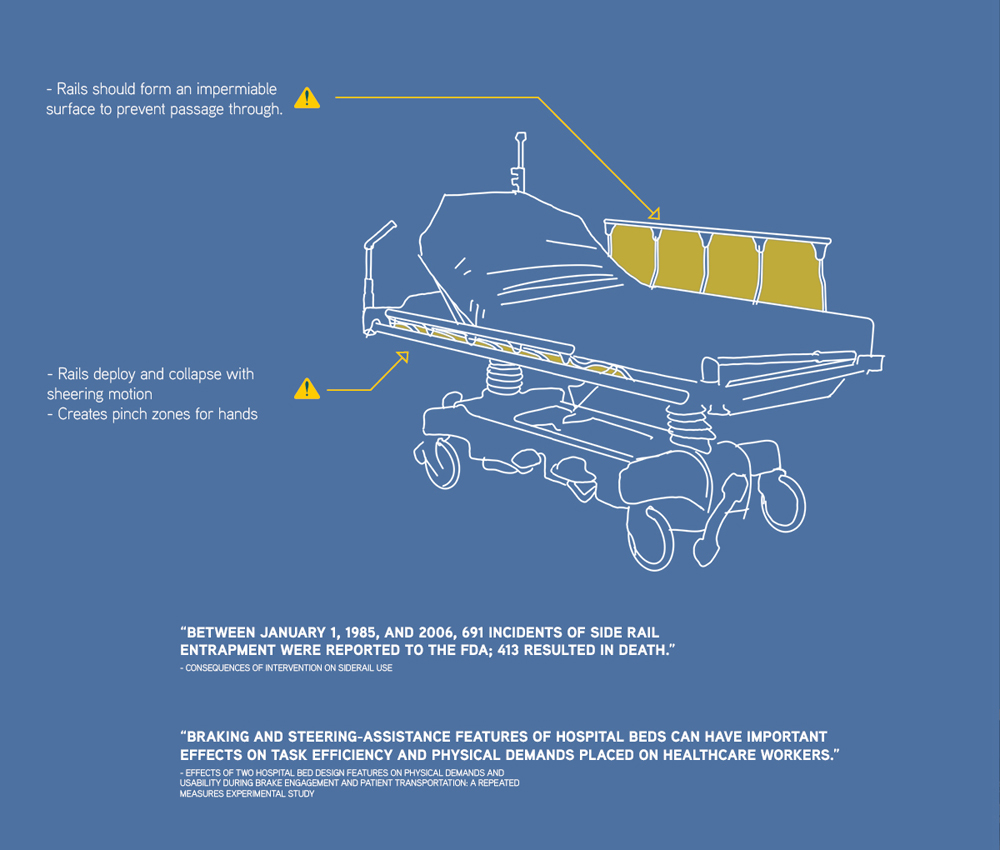 - Rails should form an impermiable
surface to prevent passage through.
- Rails deploy and collapse with
sheering motion
- Creates pinch zones for hands
“BETWEEN JANUARY 1, 1985, AND 2006, 691 INCIDENTS OF SIDE RAIL
ENTRAPMENT WERE REPORTED TO THE FDA; 413 RESULTED IN DEATH.”
- CONSEQUENCES OF INTERVENTION ON SIDERAIL USE
“BRAKING AND STEERING-ASSISTANCE FEATURES OF HOSPITAL BEDS CAN HAVE IMPORTANT
EFFECTS ON TASK EFFICIENCY AND PHYSICAL DEMANDS PLACED ON HEALTHCARE WORKERS.”
- EFFECTS OF TWO HOSPITAL BED DESIGN FEATURES ON PHYSICAL DEMANDS AND
USABILITY DURING BRAKE ENGAGEMENT AND PATIENT TRANSPORTATION: A REPEATED
MEASURES EXPERIMENTAL STUDY